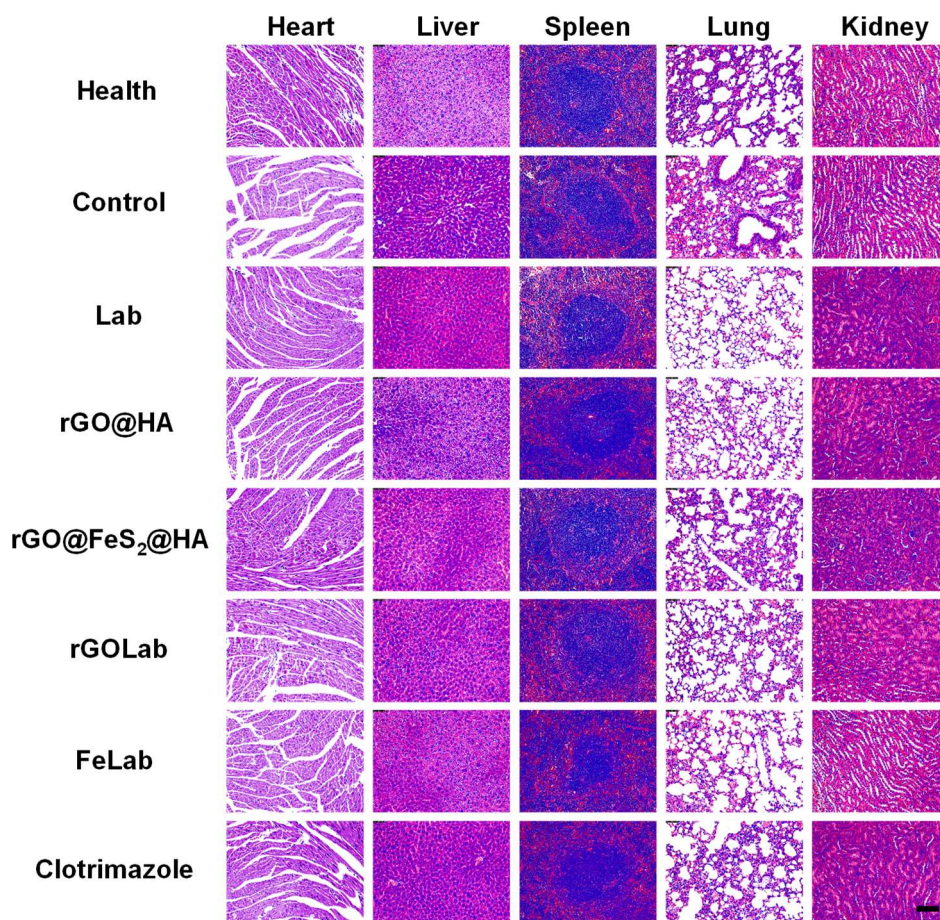 Heart Liver Spleen Lung Kidney
Health
Control
Lab
rGO@HA
rGO@FeS₂@HA
rGOLab
FeLab
Clotrimazole